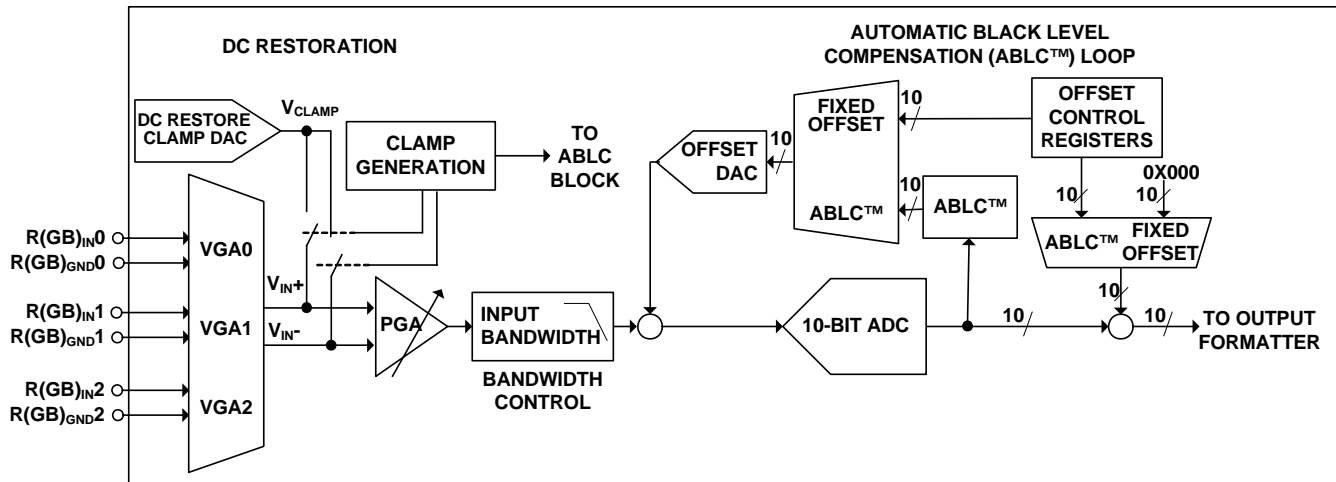 DC RESTORATION
AUTOMATIC BLACK LEVEL
COMPENSATION (ABLC™) LOOP
DC RESTORE
CLAMP DAC
VCLAMP
CLAMP
GENERATION
TO
ABLC
BLOCK
OFFSET
DAC
10
FIXED
OFFSET
ABLC™
10
10
ABLC™
OFFSET
CONTROL
REGISTERS
10
0X000
10
ABLC™
FIXED
OFFSET
10
R(GB)IN0
R(GB)GND0
R(GB)IN1
R(GB)GND1
R(GB)IN2
R(GB)GND2
VGA0
VGA1
VGA2
VIN+
VIN-
PGA
INPUT
BANDWIDTH
BANDWIDTH
CONTROL
10-BIT ADC
10
10
TO OUTPUT
FORMATTER